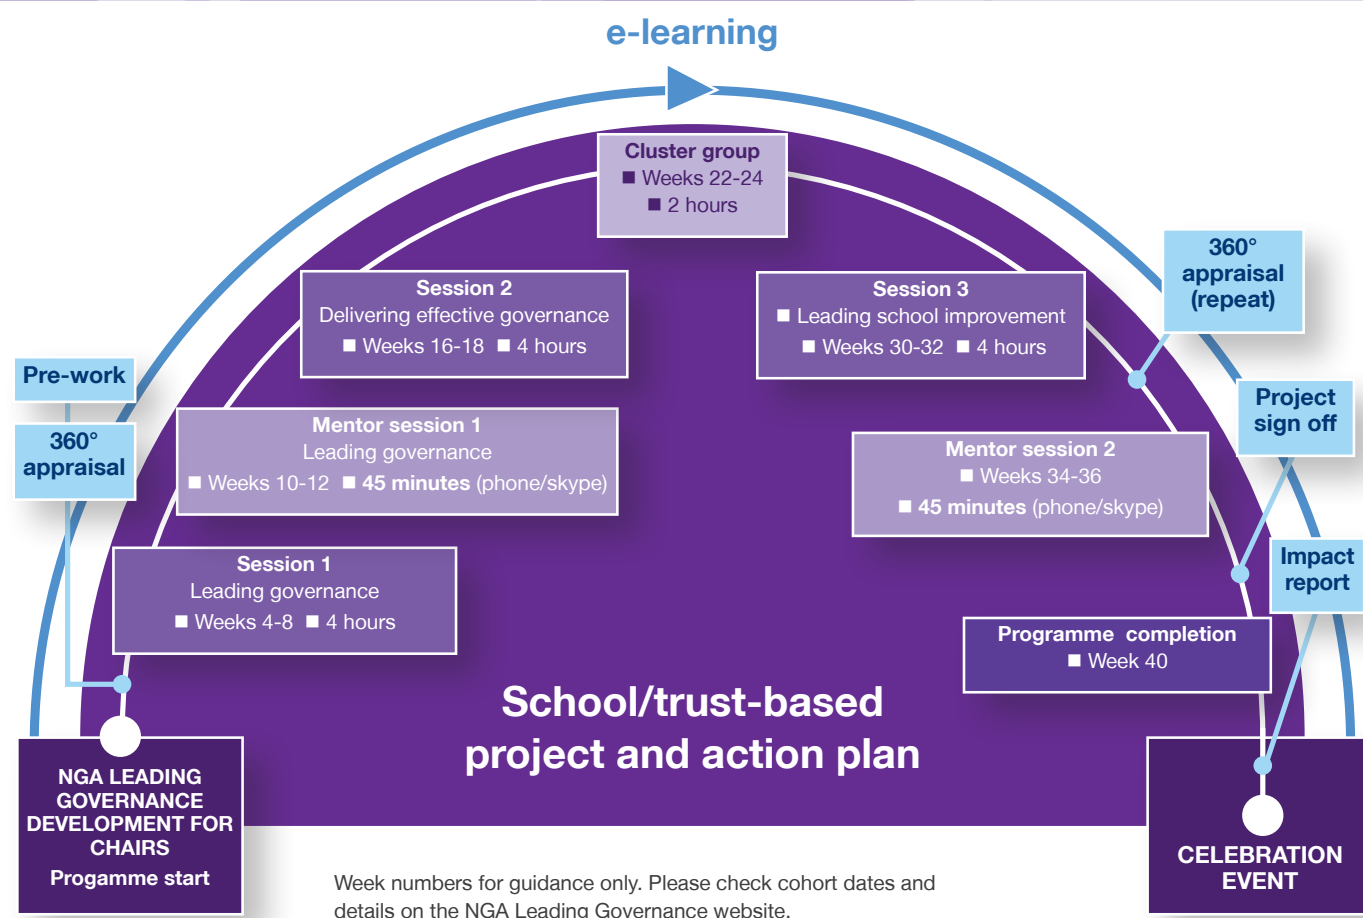 e-learning
Cluster group
■ Weeks 22-24
■ 2 hours
360°
appraisal
(repeat)
Session 2
Delivering effective governance
■ Weeks 16-18 ■ 4 hours
Session 3
■ Leading school improvement
■ Weeks 30-32 ■ 4 hours
Pre-work
360°
appraisal
Project
sign off
Mentor session 1
Leading governance
■ Weeks 10-12 ■ 45 minutes (phone/skype)
Mentor session 2
■ Weeks 34-36
■ 45 minutes (phone/skype)
Session 1
Leading governance
■ Weeks 4-8 ■ 4 hours
Impact
report
Programme completion
■ Week 40
School/trust-based
project and action plan
NGA LEADING
GOVERNANCE
DEVELOPMENT FOR
CHAIRS
Progamme start
CELEBRATION
EVENT
Week numbers for guidance only. Please check cohort dates and
details on the NGA Leading Governance website.